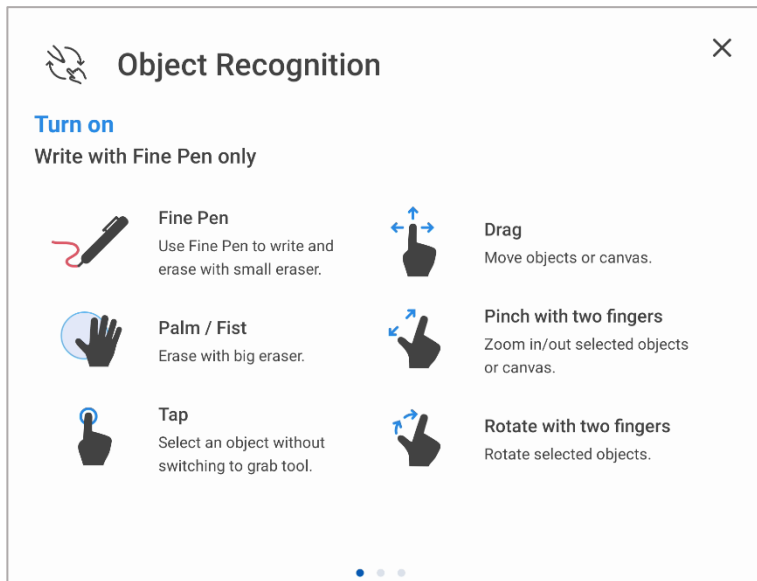 Object Recognition
Turn on
Write with Fine Pen only
Fine Pen
Use Fine Pen to write and
erase with small eraser.
Palm / Fist
Erase with big eraser.
Tap
Select an object without
switching to grab tool.
Drag
Move objects or canvas.
Pinch with two fingers
Zoom in/out selected objects
or canvas.
Rotate with two fingers
Rotate selected objects.